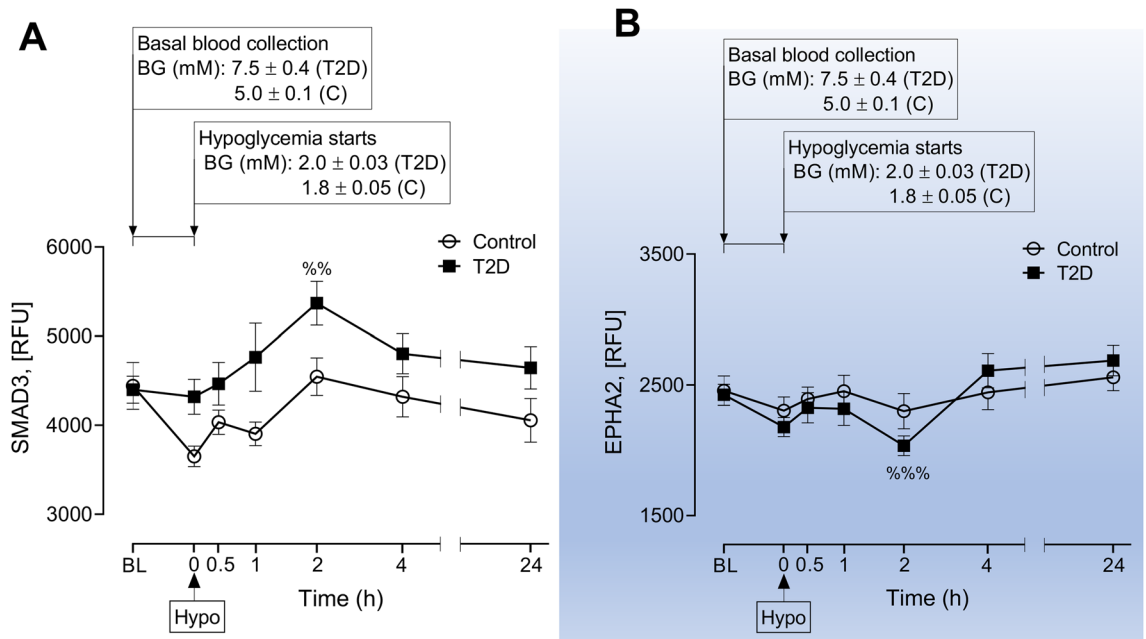 A
Basal blood collection
BG (mM): 7.5 ± 0.4 (T2D)
5.0 ± 0.1 (C)
Hypoglycemia starts
BG (mM): 2.0 ± 0.03 (T2D)
1.8 ± 0.05 (C)
Control
T2D
%%
6000
5000
4000
3000
SMAD3, [RFU]
BL 0 0.5 1 2 4 24
Time (h)
Hypo
B
Basal blood collection
BG (mM): 7.5 ± 0.4 (T2D)
5.0 ± 0.1 (C)
Hypoglycemia starts
BG (mM): 2.0 ± 0.03 (T2D)
1.8 ± 0.05 (C)
Control
T2D
3500
2500
1500
EPHA2, [RFU]
%%%
BL 0 0.5 1 2 4 24
Time (h)
Hypo